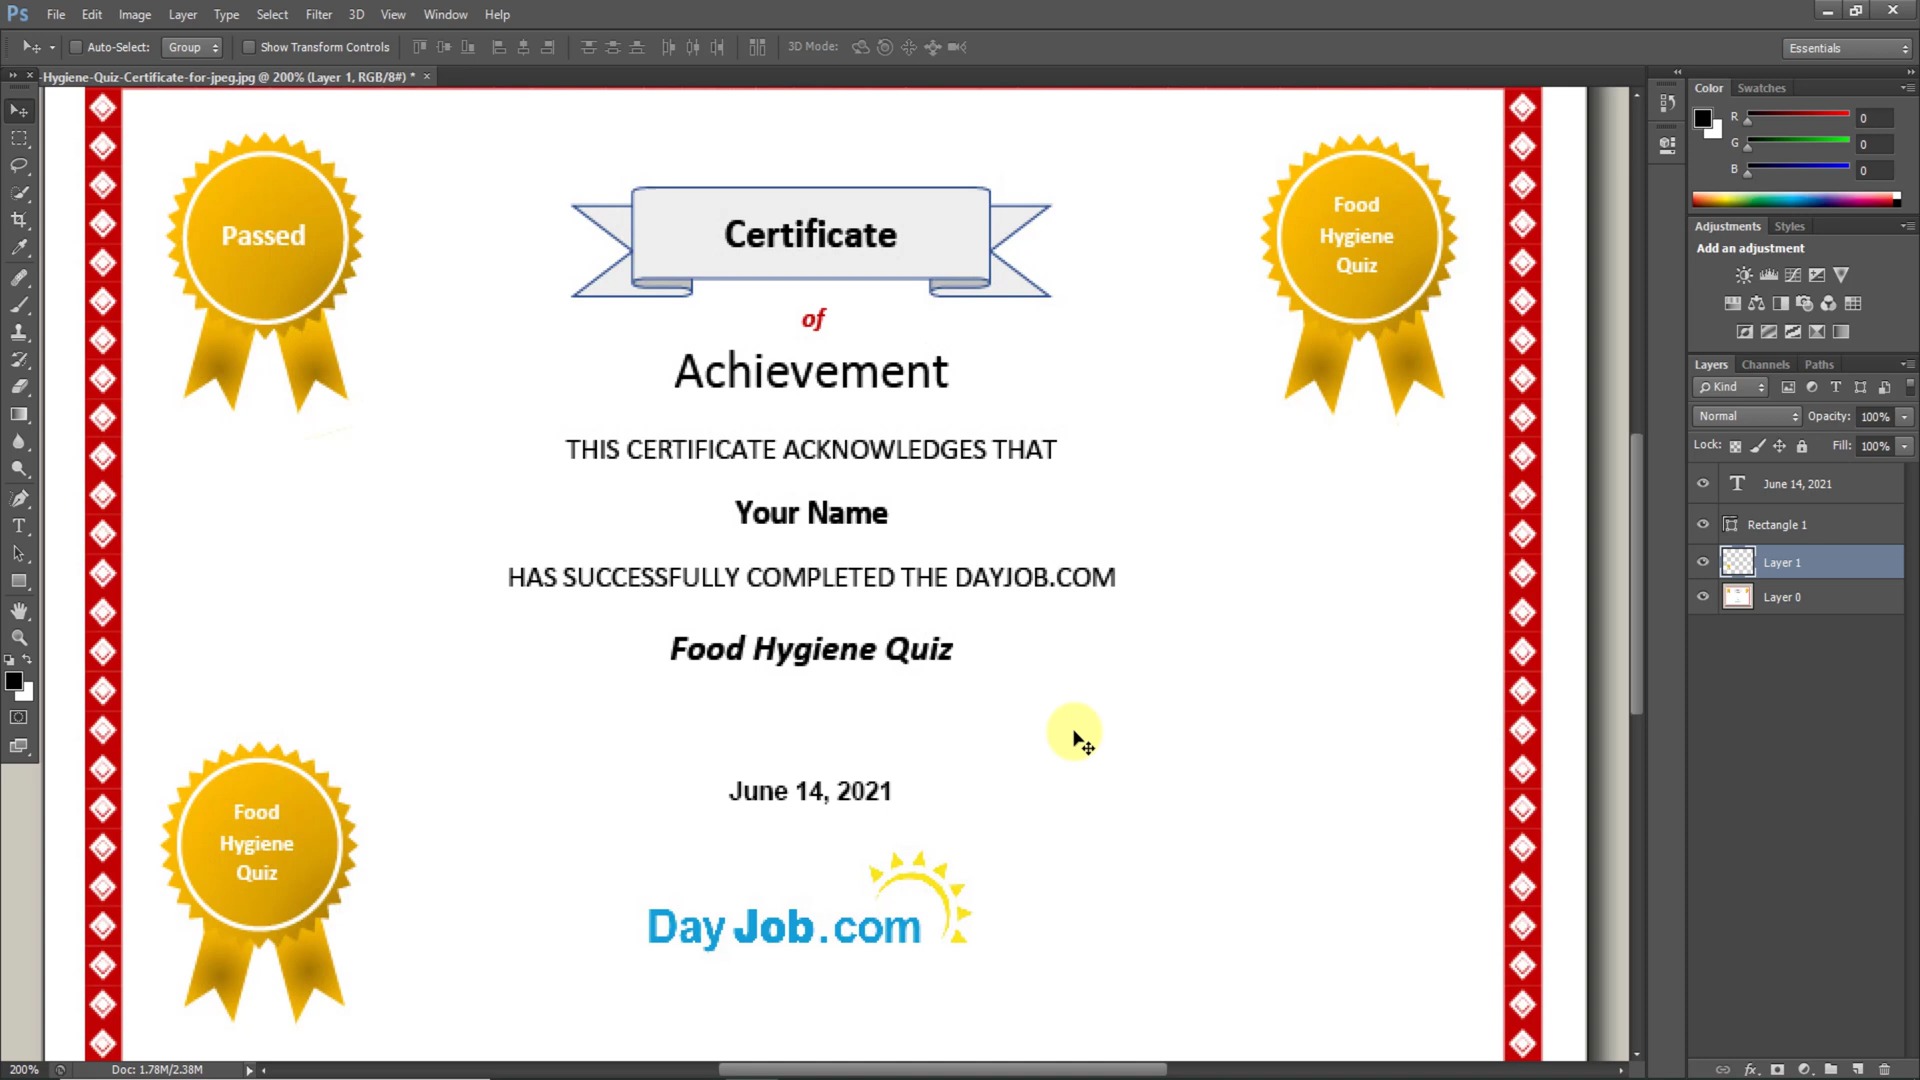 Ps File Edit Image Layer Type Select Filter 3D View Window Help
Auto-Select: Group Show Transform Controls 3D Mode: Essentials
-Hygiene-Quiz-Certificate-for-jpeg.jpg @ 200% (Layer 1, RGB/8#) * ×
Color Swatches
R 0
G 0
B 0
Adjustments Styles
Add an adjustment
Layers Channels Paths
Kind
Normal Opacity: 100%
Lock: Fill: 100%
T June 14, 2021
Rectangle 1
Layer 1
Layer 0
Passed
Certificate
Food
Hygiene
Quiz
of
Achievement
THIS CERTIFICATE ACKNOWLEDGES THAT
Your Name
HAS SUCCESSFULLY COMPLETED THE DAYJOB.COM
Food Hygiene Quiz
June 14, 2021
Food
Hygiene
Quiz
DayJob.com
200% Doc: 1.78M/2.38M